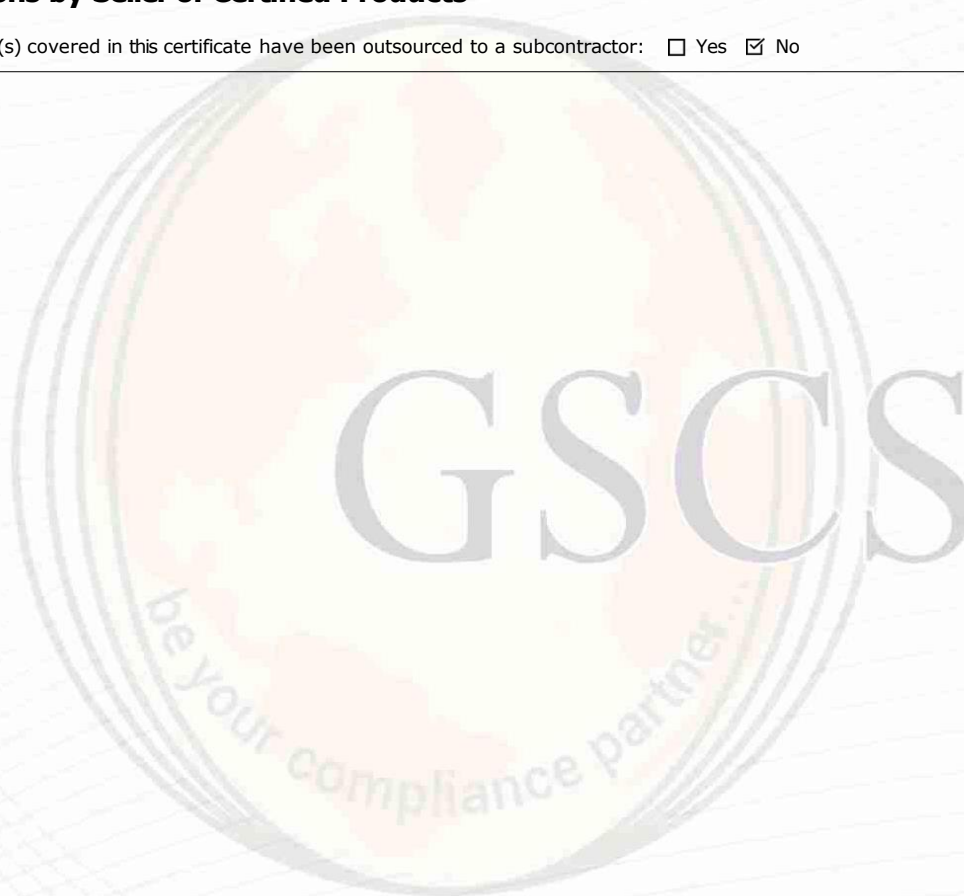 by Seller of Certified Products
(s) covered in this certificate have been outsourced to a subcontractor: ☐ Yes ☑ No
GSCS
be your compliance partner...